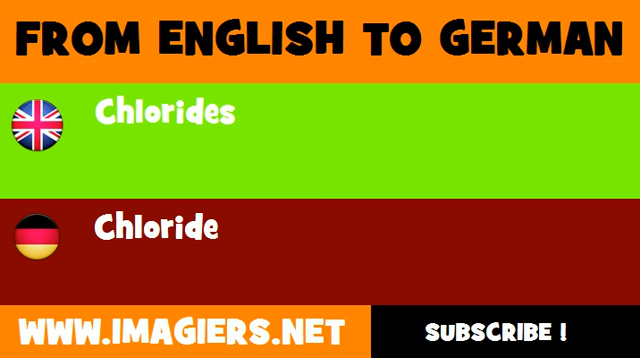 FROM ENGLISH TO GERMAN
Chlorides
Chloride
WWW.IMAGIERS.NET
SUBSCRIBE !